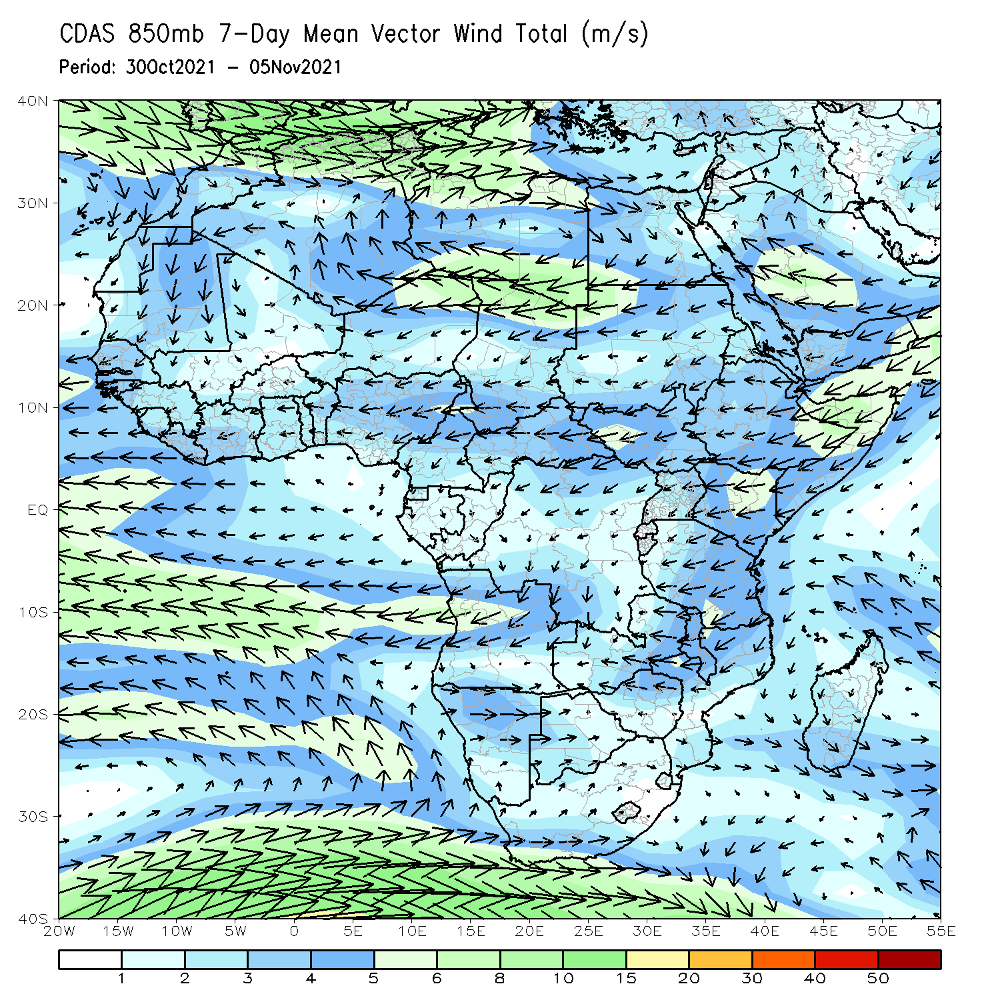 CDAS 850mb 7-Day Mean Vector Wind Total (m/s)
Period: 30Oct2021 - 05Nov2021
40N
30N
20N
10N
EQ
10S
20S
30S
40S
20W 15W 10W 5W 0 5E 10E 15E 20E 25E 30E 35E 40E 45E 50E 55E
1 2 3 4 5 6 8 10 15 20 30 40 50